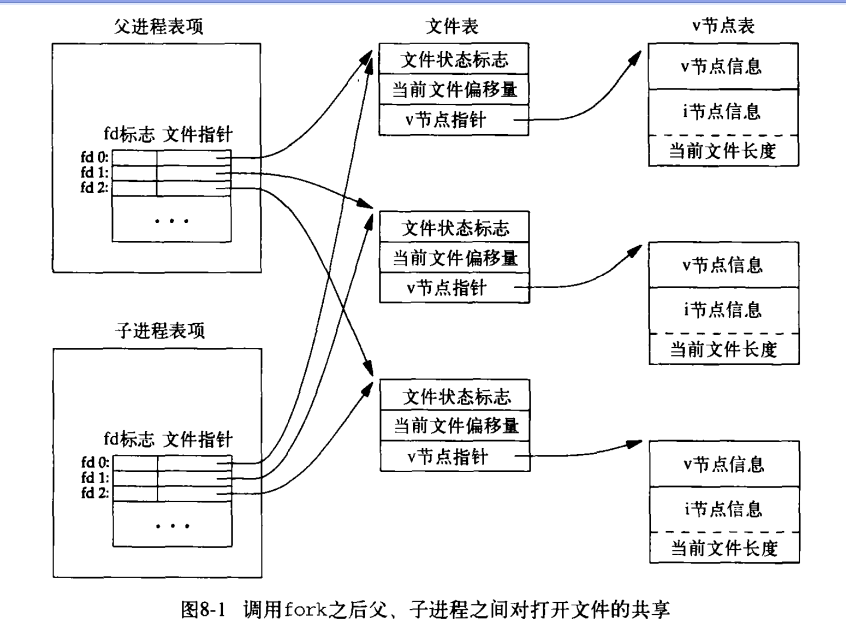 父进程表项
fd标志 文件指针
fd 0:
fd 1:
fd 2:
···
子进程表项
fd标志 文件指针
fd 0:
fd 1:
fd 2:
···
文件表
文件状态标志
当前文件偏移量
v节点指针
文件状态标志
当前文件偏移量
v节点指针
文件状态标志
当前文件偏移量
v节点指针
v节点表
v节点信息
i节点信息
当前文件长度
v节点信息
i节点信息
当前文件长度
v节点信息
i节点信息
当前文件长度
图8-1 调用fork之后父、子进程之间对打开文件的共享